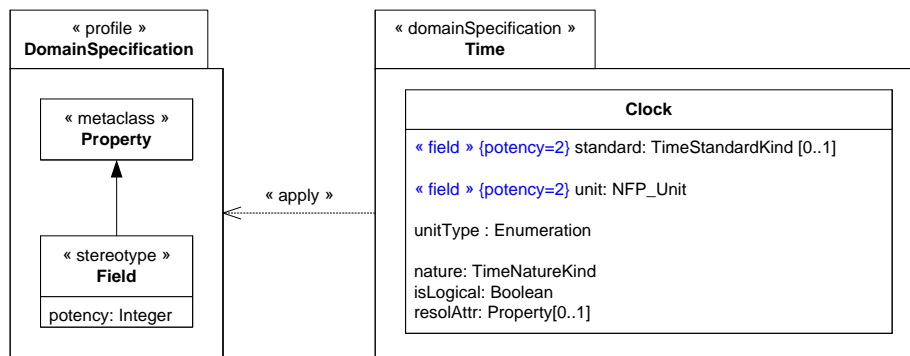 « profile »
DomainSpecification
« metaclass »
Property
« stereotype »
Field
potency: Integer
« apply »
« domainSpecification »
Time
Clock
« field » {potency=2} standard: TimeStandardKind [0..1]
« field » {potency=2} unit: NFP_Unit
unitType : Enumeration
nature: TimeNatureKind
isLogical: Boolean
resolAttr: Property[0..1]